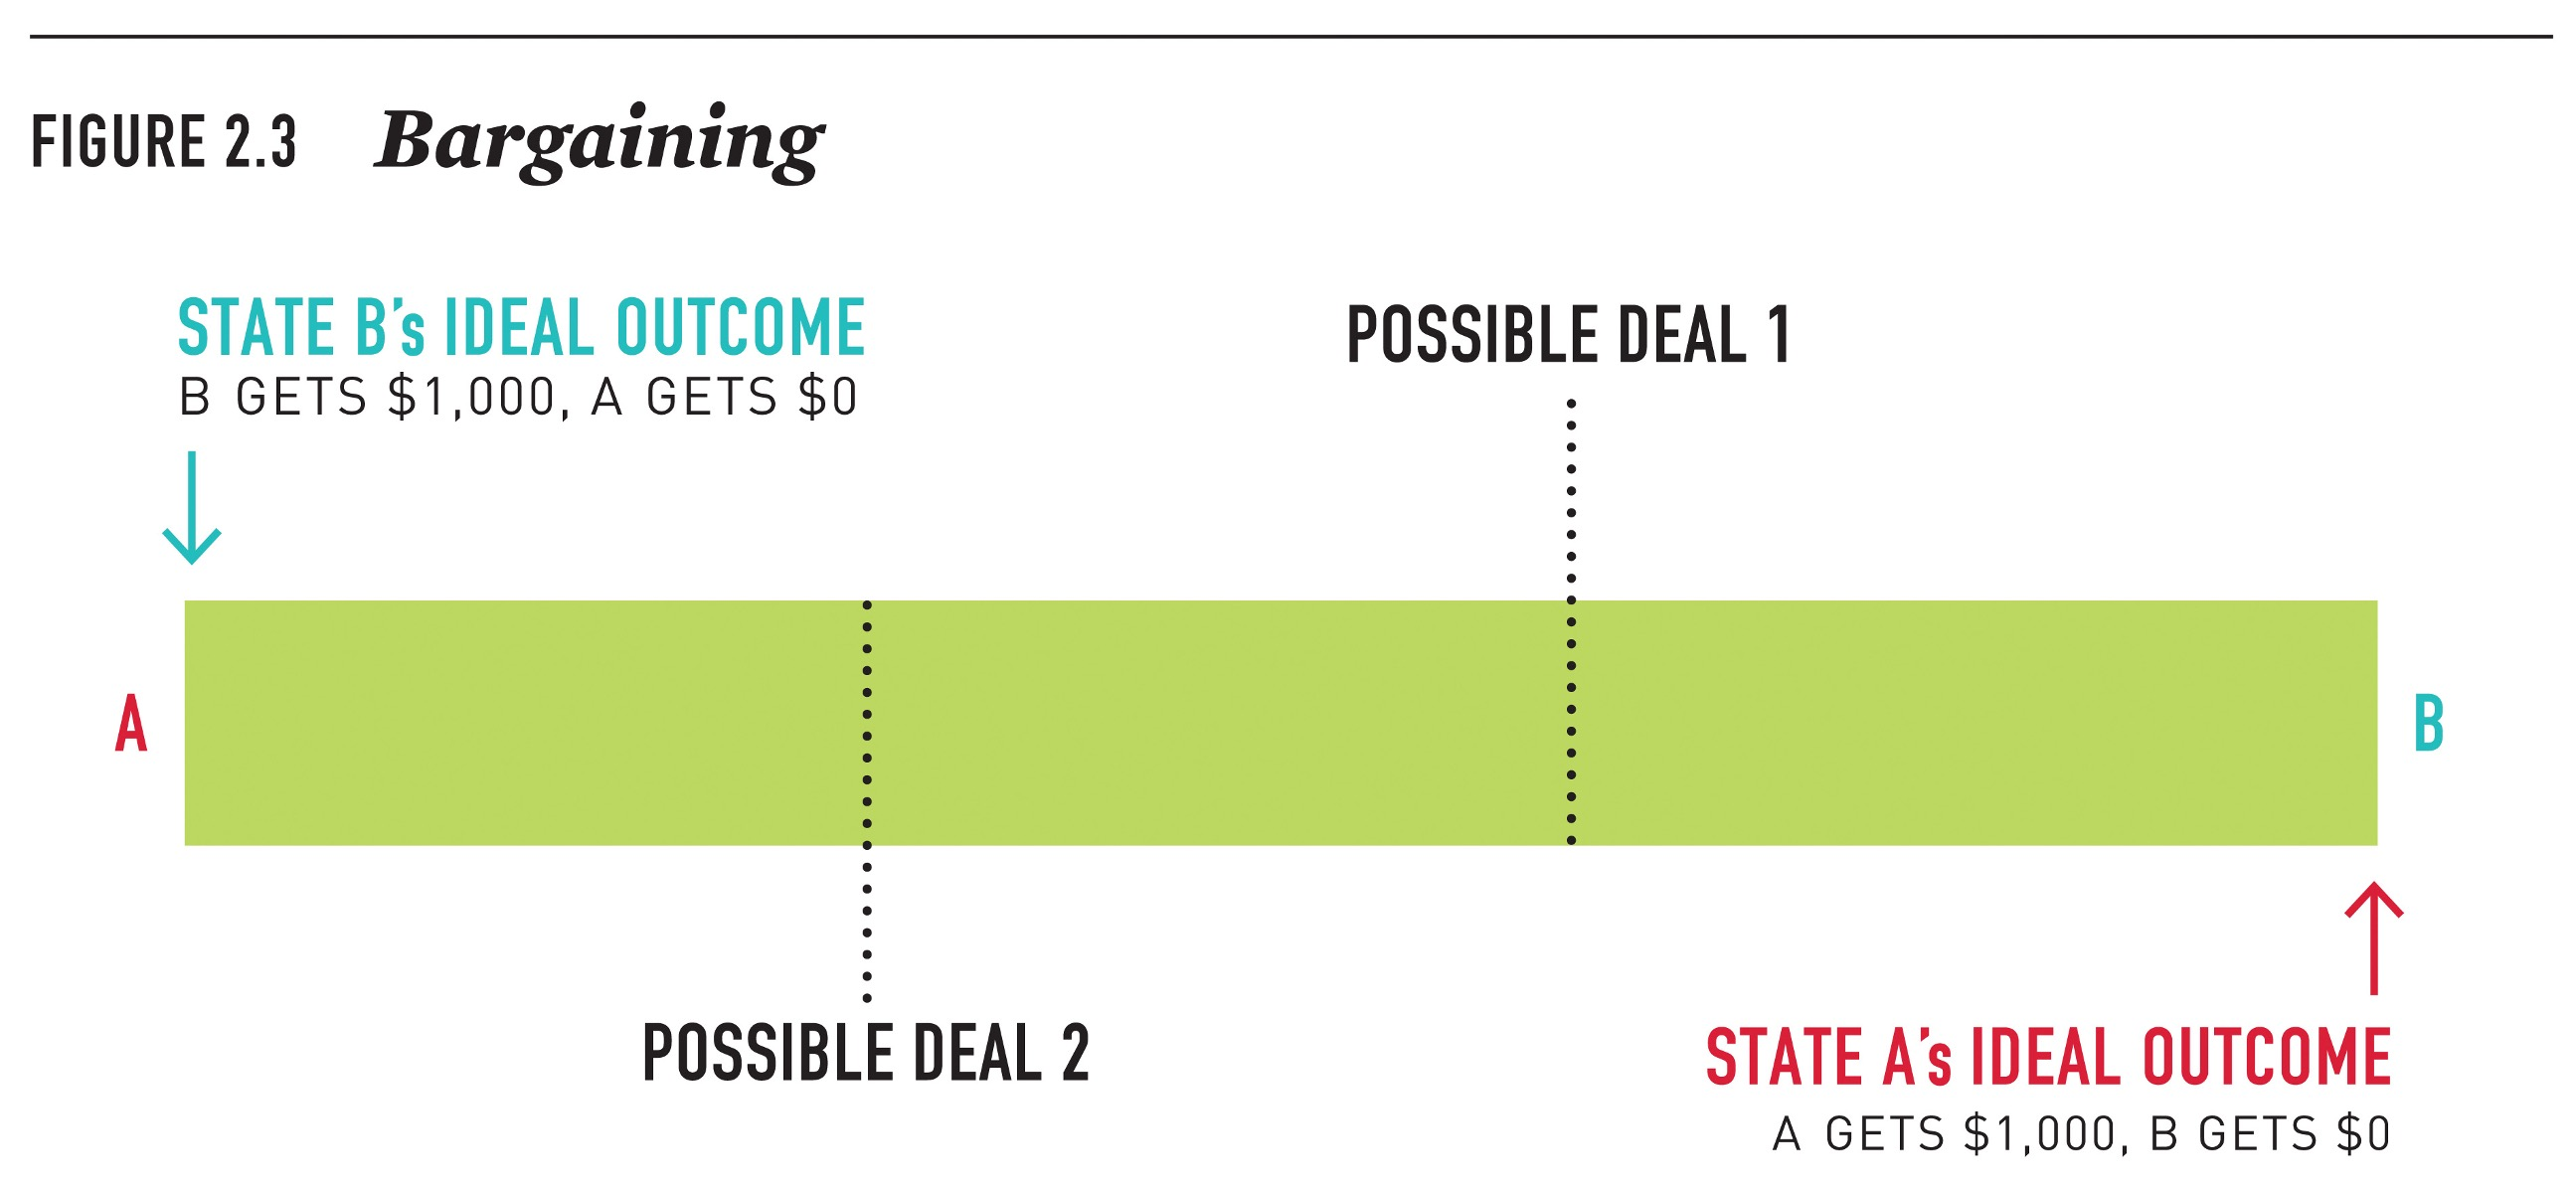 FIGURE 2.3 Bargaining
STATE B's IDEAL OUTCOME
B GETS $1,000, A GETS $0
POSSIBLE DEAL 1
A
B
POSSIBLE DEAL 2
STATE A's IDEAL OUTCOME
A GETS $1,000, B GETS $0